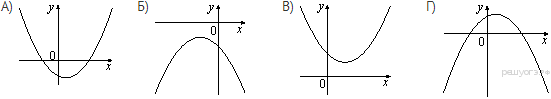 А) y 0 x Б) y 0 x В) y 0 x Г) y 0 x
решуогэ.рф